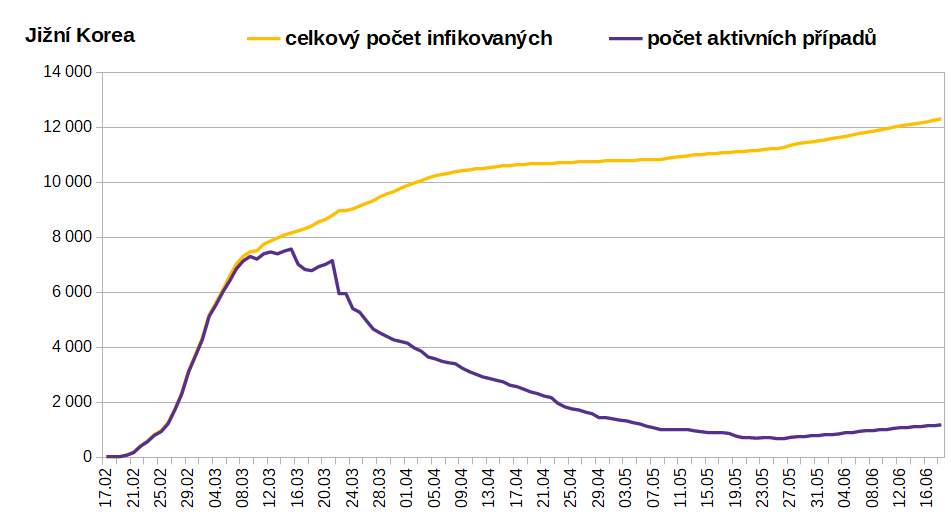 Jižní Korea
celkový počet infikovaných
počet aktivních případů
14 000
12 000
10 000
8 000
6 000
4 000
2 000
0
17.02 21.02 25.02 29.02 04.03 08.03 12.03 16.03 20.03 24.03 28.03 01.04 05.04 09.04 13.04 17.04 21.04 25.04 29.04 03.05 07.05 11.05 15.05 19.05 23.05 27.05 31.05 04.06 08.06 12.06 16.06